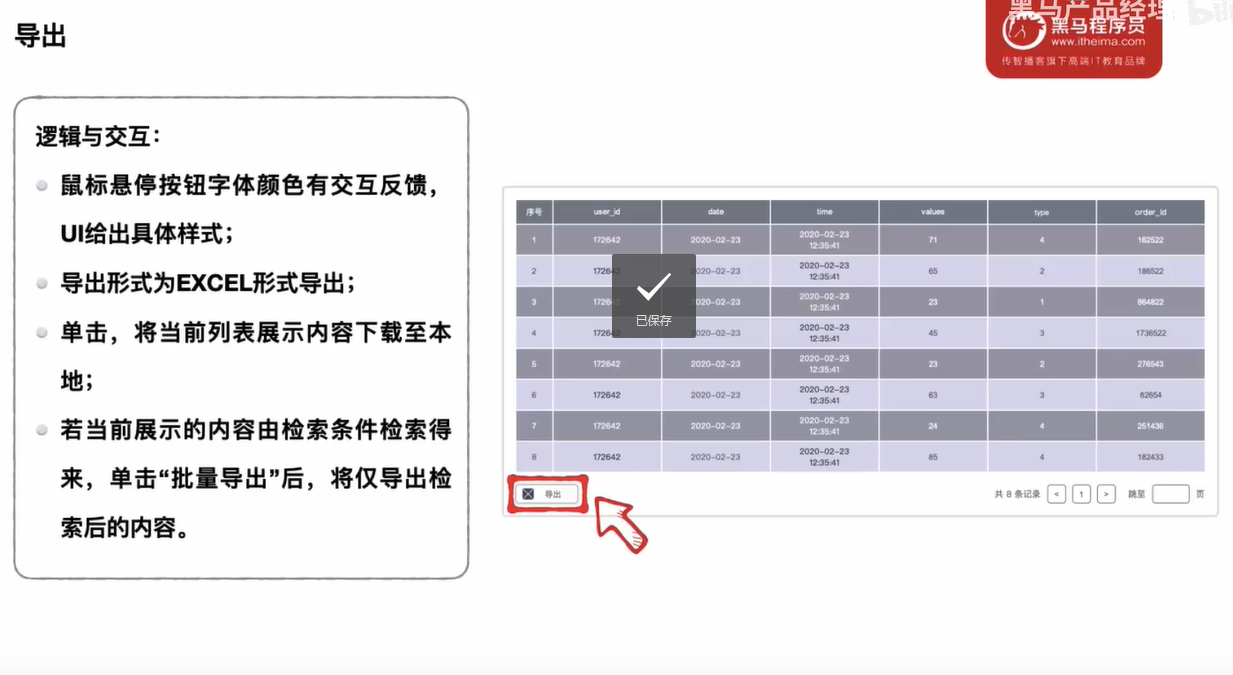 导出
黑马产品经理
黑马程序员
www.itheima.com
传智播客旗下高端IT教育品牌
逻辑与交互：
鼠标悬停按钮字体颜色有交互反馈，
UI给出具体样式；
导出形式为EXCEL形式导出；
单击，将当前列表展示内容下载至本
地；
若当前展示的内容由检索条件检索得
来，单击“批量导出”后，将仅导出检
索后的内容。
序号 user_id date time values type order_id
1 172642 2020-02-23 2020-02-23 12:35:41 71 4 162522
2 17264 2020-02-23 2020-02-23 12:35:41 65 2 186522
3 17264 2020-02-23 2020-02-23 12:35:41 23 1 864822
4 17264 2020-02-23 2020-02-23 12:35:41 45 3 1736522
5 172642 2020-02-23 2020-02-23 12:35:41 23 2 276543
6 172642 2020-02-23 2020-02-23 12:35:41 63 3 82654
7 172642 2020-02-23 2020-02-23 12:35:41 24 4 251436
8 172642 2020-02-23 2020-02-23 12:35:41 85 4 182433
已保存
导出
共 8 条记录 < 1 > 跳至 页